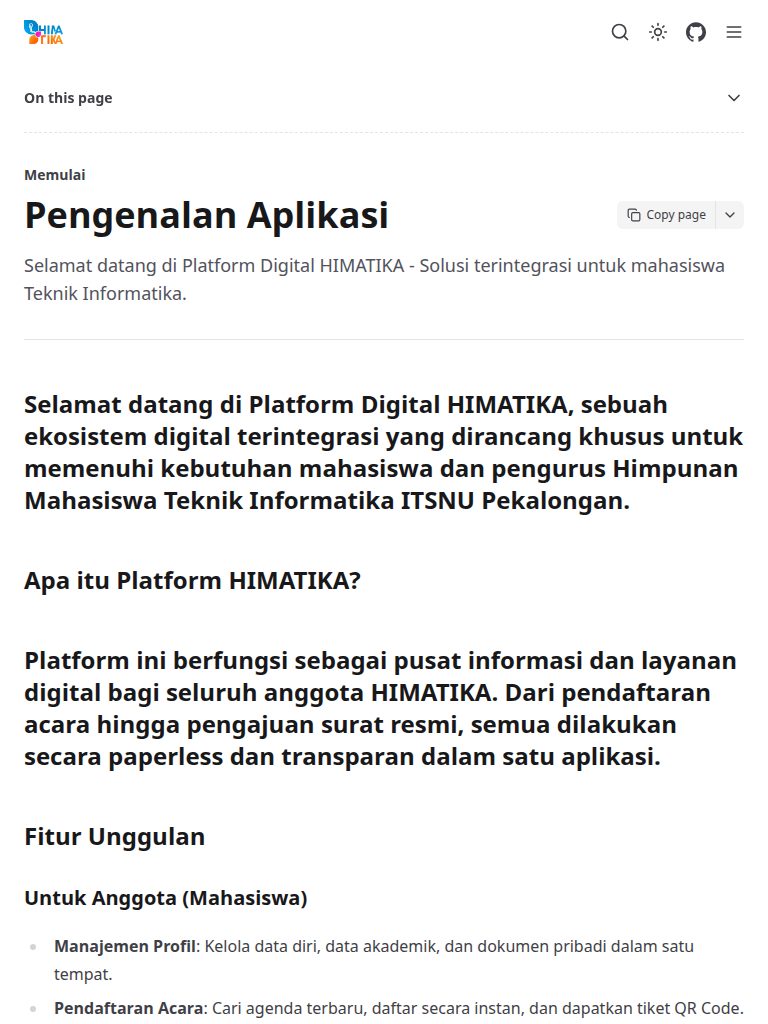 HIMA
TIKA
On this page
Memulai
Pengenalan Aplikasi
Copy page
Selamat datang di Platform Digital HIMATIKA - Solusi terintegrasi untuk mahasiswa
Teknik Informatika.
Selamat datang di Platform Digital HIMATIKA, sebuah
ekosistem digital terintegrasi yang dirancang khusus untuk
memenuhi kebutuhan mahasiswa dan pengurus Himpunan
Mahasiswa Teknik Informatika ITSNU Pekalongan.
Apa itu Platform HIMATIKA?
Platform ini berfungsi sebagai pusat informasi dan layanan
digital bagi seluruh anggota HIMATIKA. Dari pendaftaran
acara hingga pengajuan surat resmi, semua dilakukan
secara paperless dan transparan dalam satu aplikasi.
Fitur Unggulan
Untuk Anggota (Mahasiswa)
Manajemen Profil: Kelola data diri, data akademik, dan dokumen pribadi dalam satu
tempat.
Pendaftaran Acara: Cari agenda terbaru, daftar secara instan, dan dapatkan tiket QR Code.